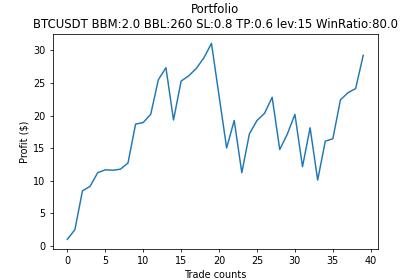 Portfolio
BTCUSDT BBM:2.0 BBL:260 SL:0.8 TP:0.6 lev:15 WinRatio:80.0
30
25
20
15
10
5
0
Profit ($)
0 5 10 15 20 25 30 35 40
Trade counts